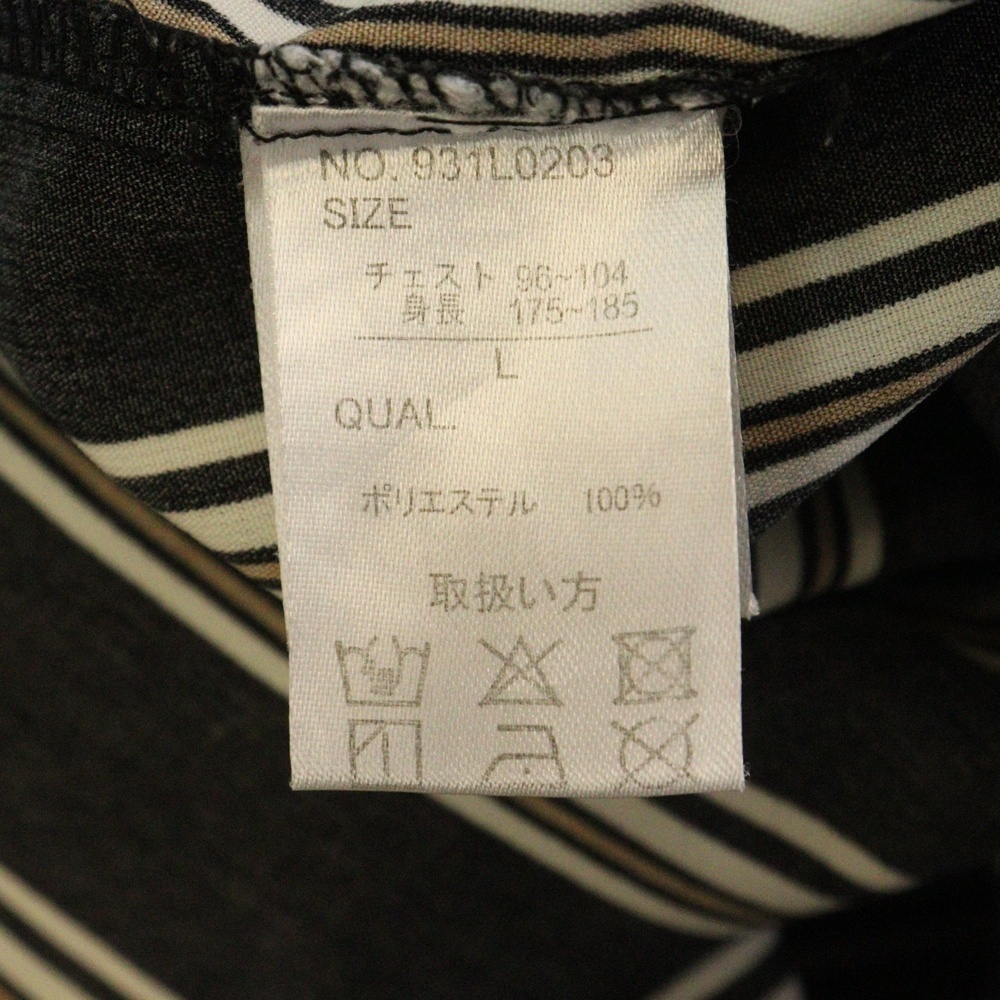 NO. 931L0203
SIZE
チェスト 96~104
身長 175~185
L
QUAL.
ポリエステル 100%
取扱い方